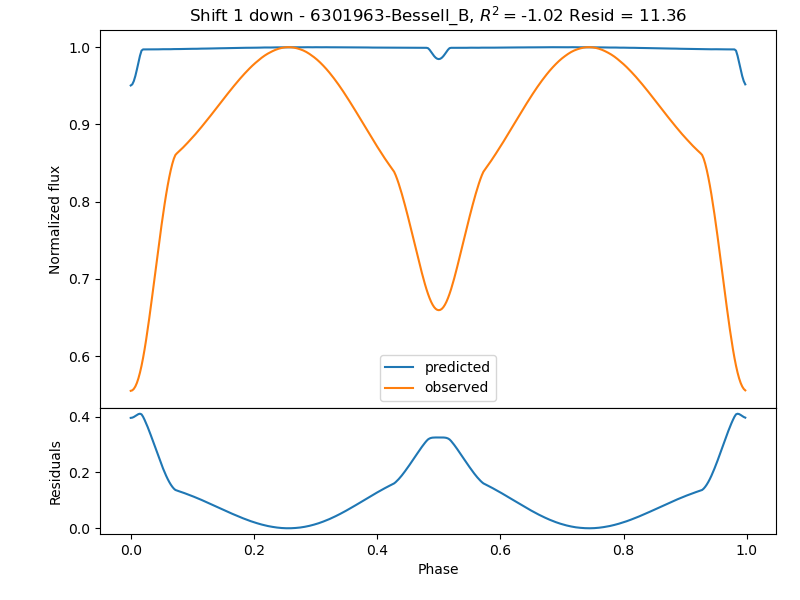 Shift 1 down - 6301963-Bessell_B, R² = -1.02 Resid = 11.36
1.0
0.9
0.8
0.7
0.6
Normalized flux
predicted
observed
0.4
0.2
0.0
Residuals
0.0 0.2 0.4 0.6 0.8 1.0
Phase